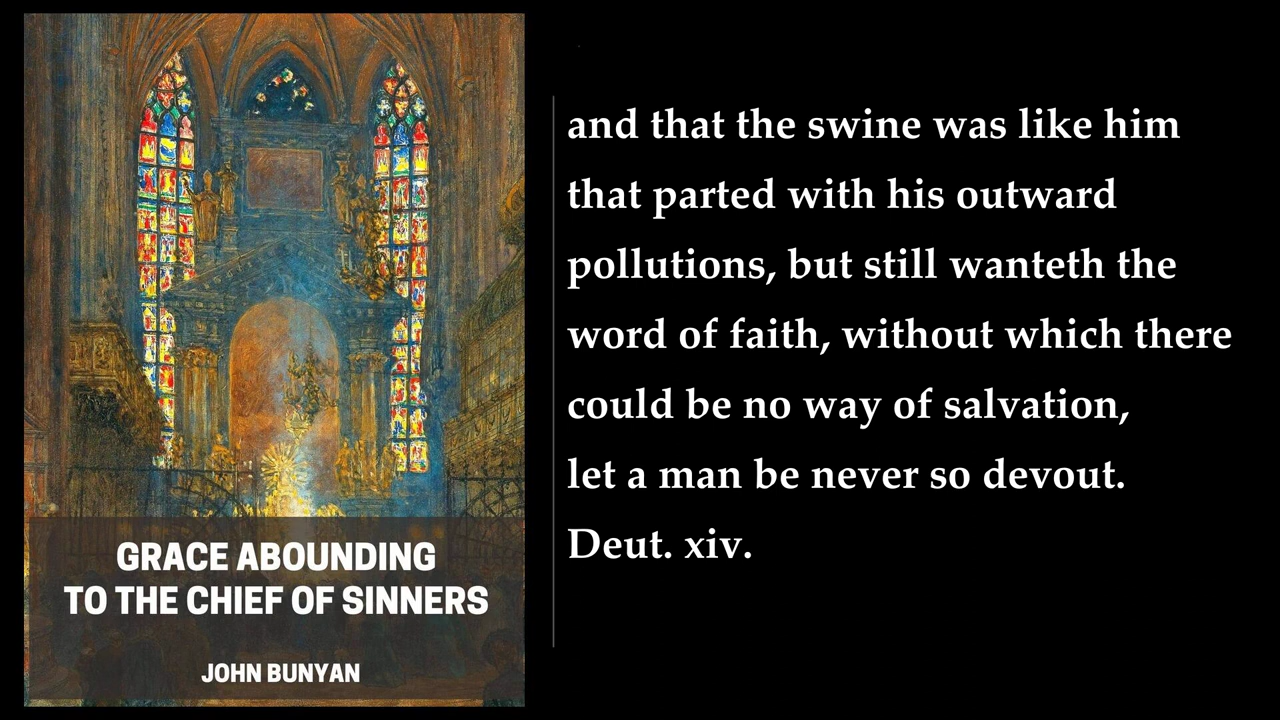 GRACE ABOUNDING
TO THE CHIEF OF SINNERS
JOHN BUNYAN
and that the swine was like him
that parted with his outward
pollutions, but still wanteth the
word of faith, without which there
could be no way of salvation,
let a man be never so devout.
Deut. xiv.